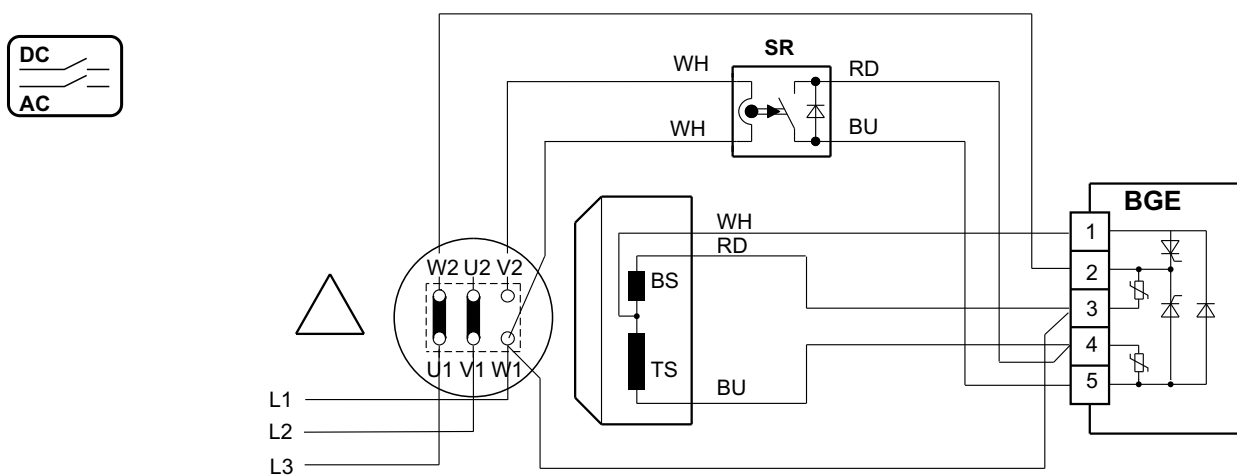 DC
AC
SR
WH
RD
WH
BU
BGE
WH
RD
1
2
3
4
5
W2 U2 V2
BS
U1 V1 W1
TS
BU
L1
L2
L3